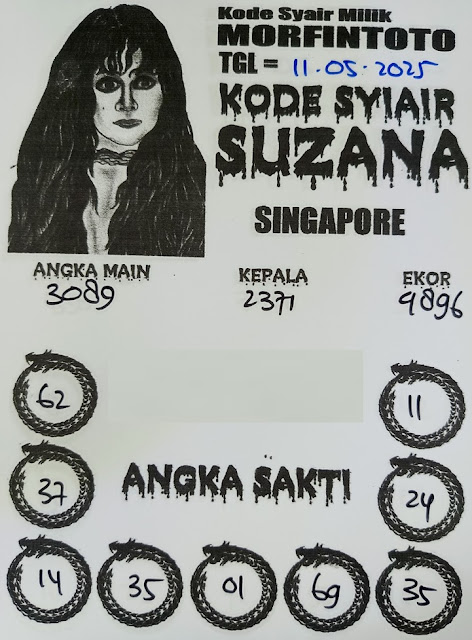 Kode Syair Milik
MORFINTOTO
TGL = 11.05.2025
KODE SYIAIR
SUZANA
SINGAPORE
ANGKA MAIN KEPALA EKOR
3089 2371 9896
62 11
37 ANGKA SAKTI 24
14 35 01 69 35